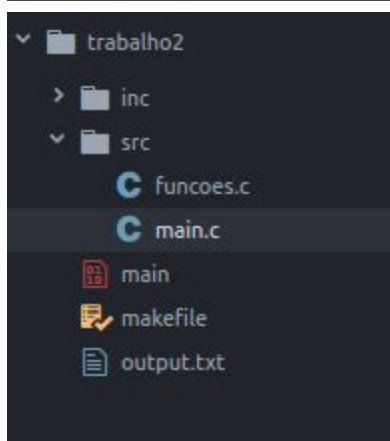 trabalho2
inc
src
funcoes.c
main.c
main
makefile
output.txt